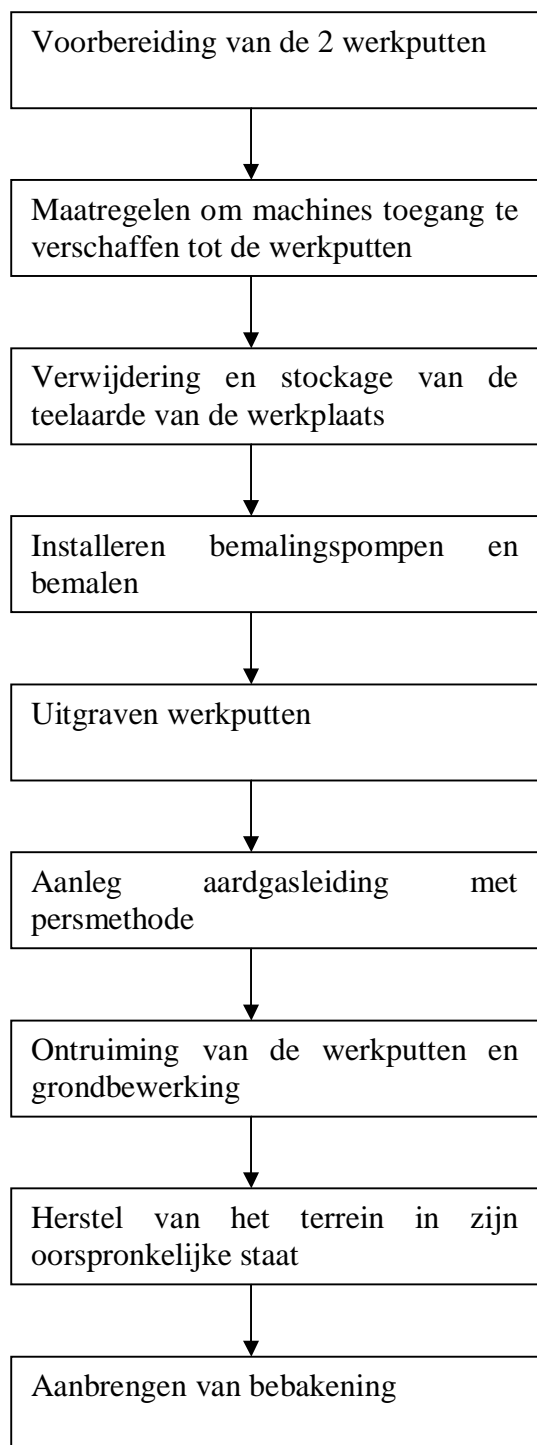 Voorbereiding van de 2 werkputten
Maatregelen om machines toegang te
verschaffen tot de werkputten
Verwijdering en stockage van de
teelaarde van de werkplaats
Installeren bemalingspompen en
bemalen
Uitgraven werkputten
Aanleg aardgasleiding met
persmethode
Ontruiming van de werkputten en
grondbewerking
Herstel van het terrein in zijn
oorspronkelijke staat
Aanbrengen van bebakening